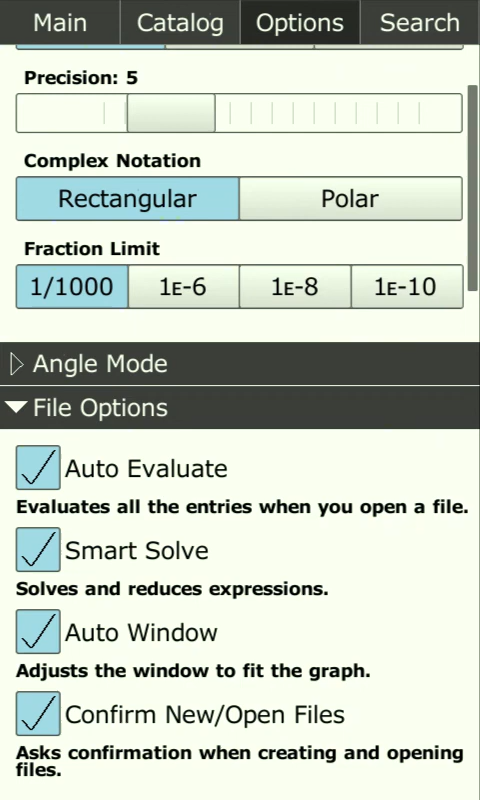 Main Catalog Options Search
Precision: 5
Complex Notation
Rectangular Polar
Fraction Limit
1/1000 1E-6 1E-8 1E-10
Angle Mode
File Options
Auto Evaluate
Evaluates all the entries when you open a file.
Smart Solve
Solves and reduces expressions.
Auto Window
Adjusts the window to fit the graph.
Confirm New/Open Files
Asks confirmation when creating and opening
files.